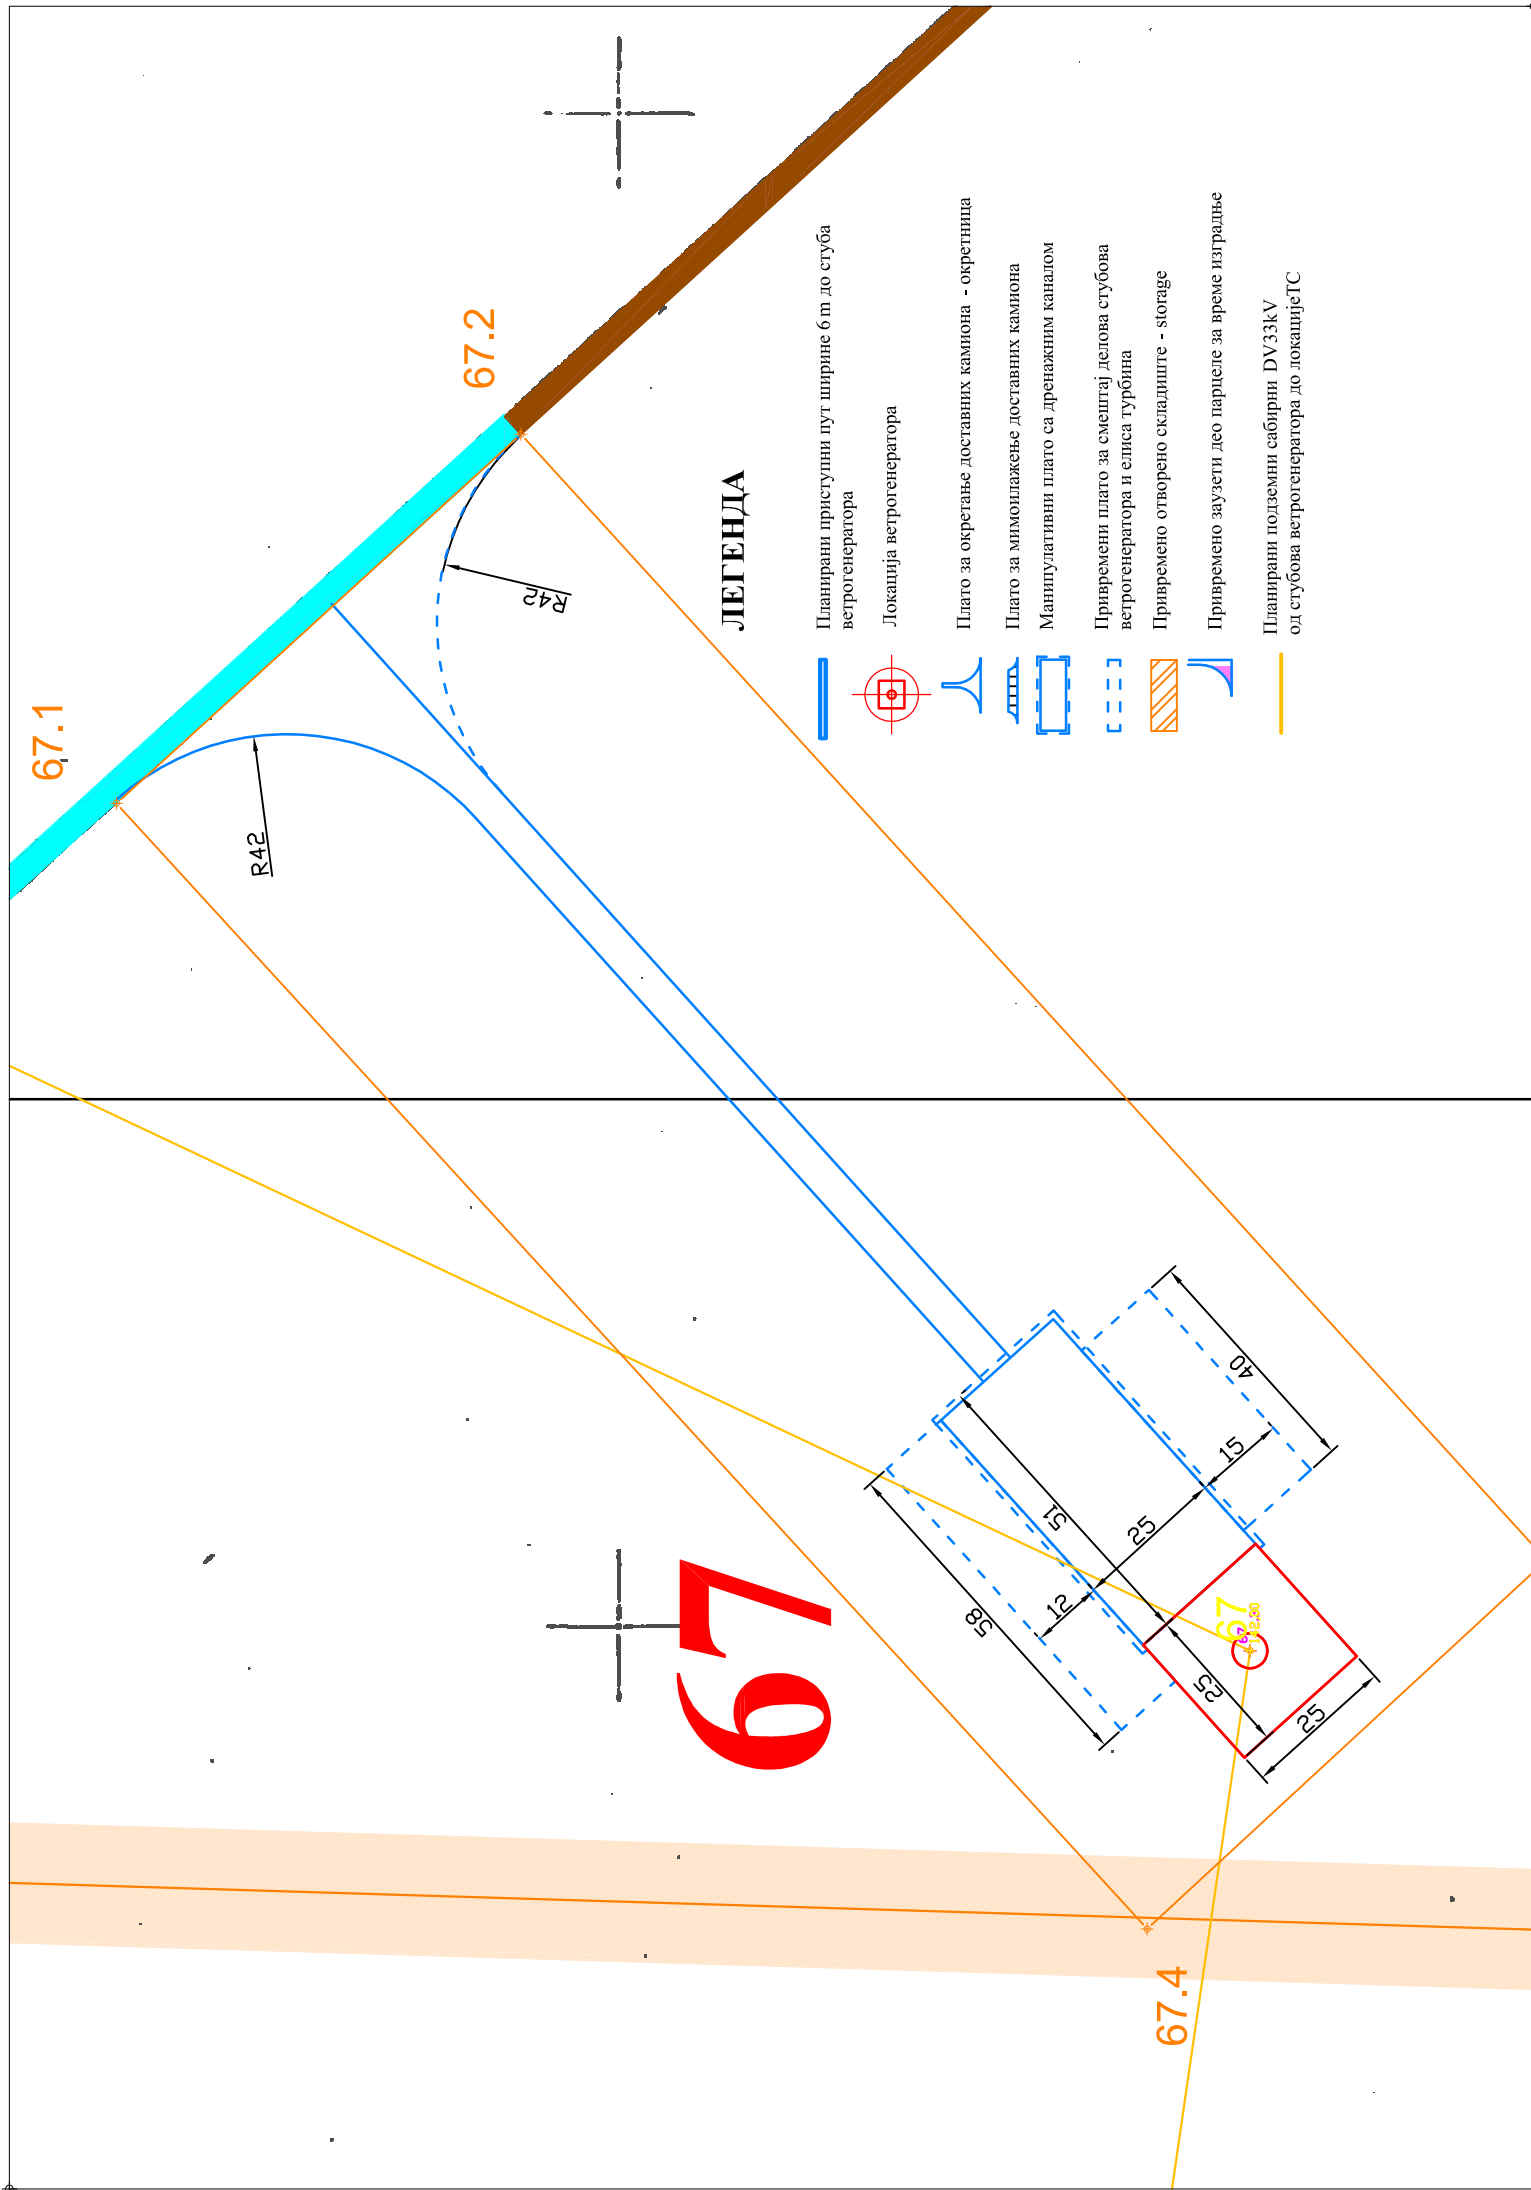 67.1
67.2
R42
R42
ЛЕГЕНДА
Планирани приступни пут ширине 6 m до стуба
ветрогенератора
Локација ветрогенератора
Плато за окретање доставних камиона - окретница
Плато за мимоилажење доставних камиона
Манипулативни плато са дренажним каналом
Привремени плато за смештај делова стубова
ветрогенератора и елиса турбина
Привремено отворено складиште - storage
Привремено заузети део парцеле за време изградње
Планирани подземни сабирни DV33kV
од стубова ветрогенератора до локацијеТС
40
15
51
25
12
58
67
25
25
67
67.4